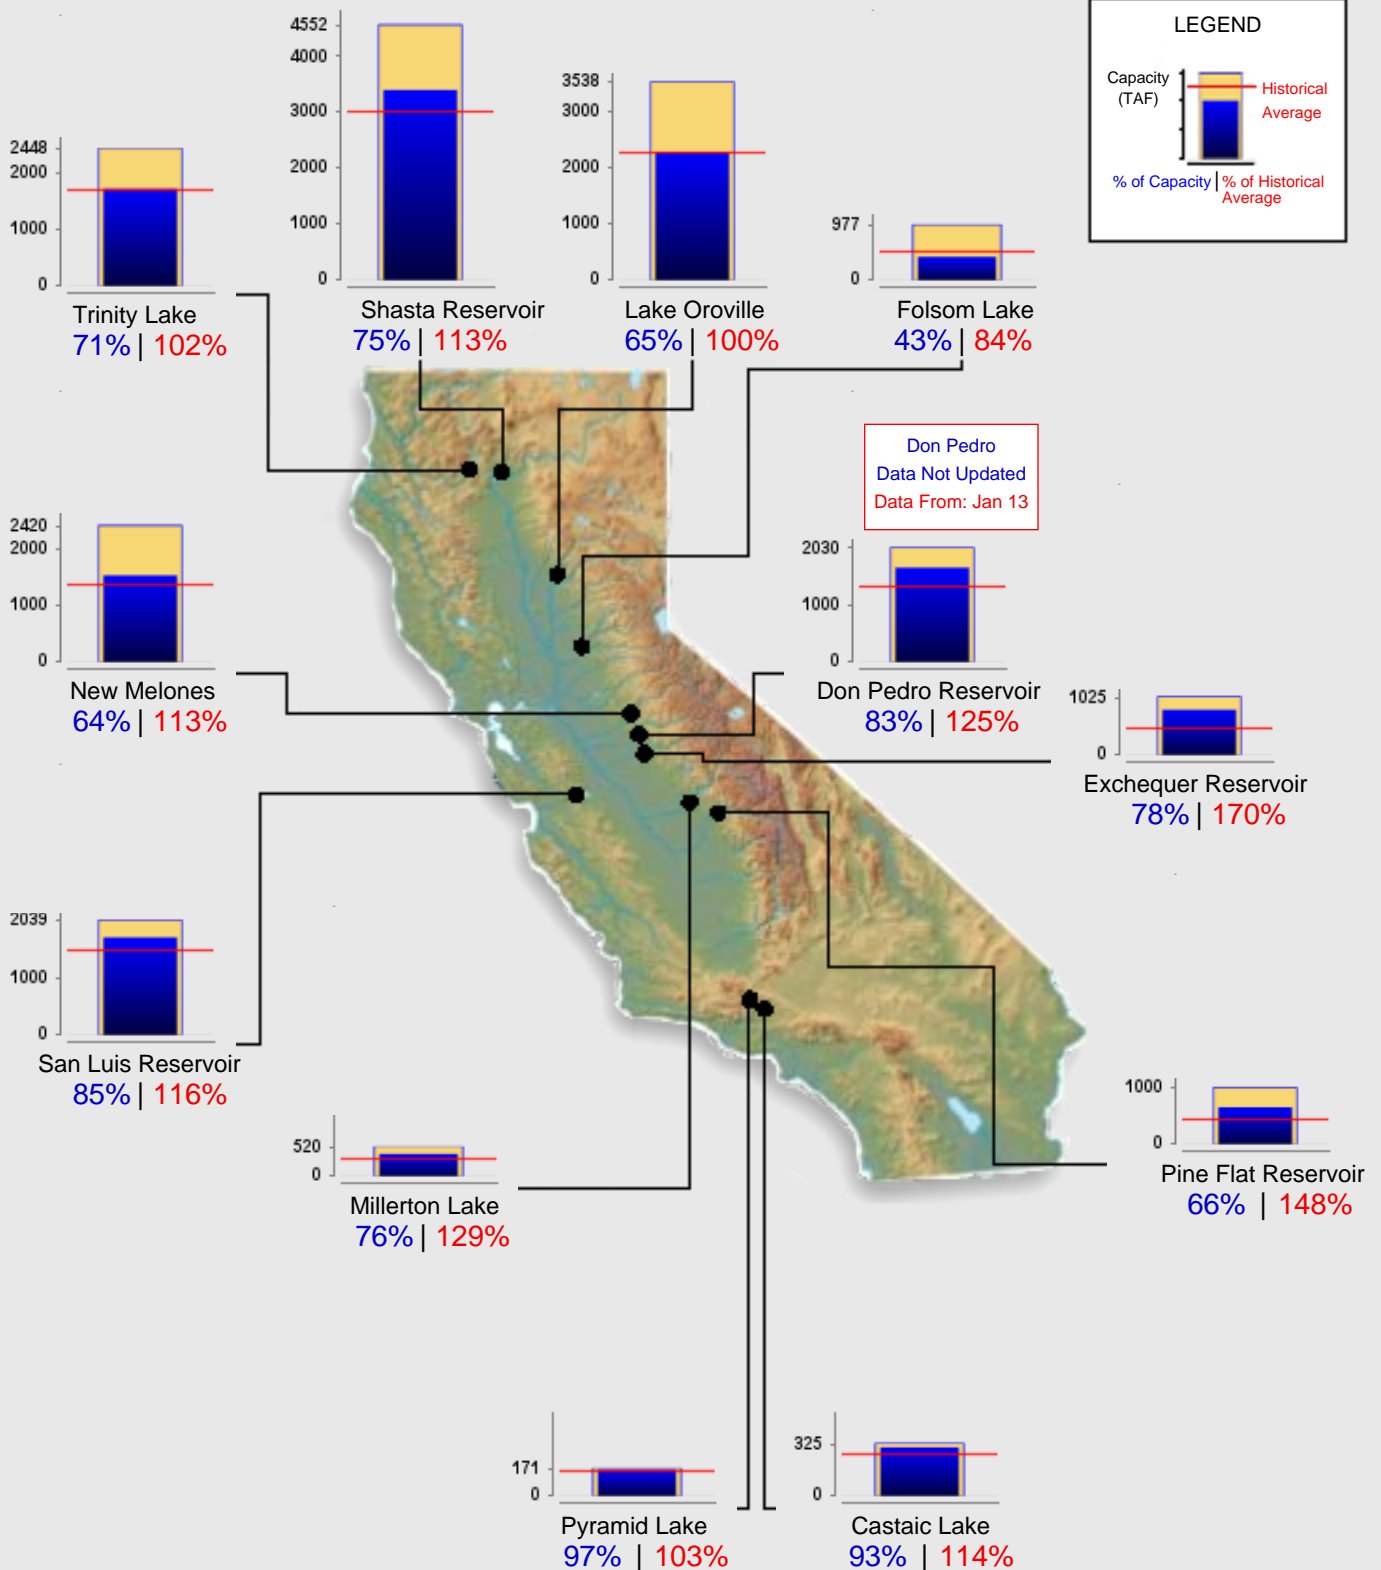 4552
4000
3000
2000
1000
0
Shasta Reservoir
75% | 113%
3538
3000
2000
1000
0
Lake Oroville
65% | 100%
LEGEND
Capacity
(TAF)
Historical
Average
% of Capacity | % of Historical
Average
2448
2000
1000
0
Trinity Lake
71% | 102%
977
0
Folsom Lake
43% | 84%
Don Pedro
Data Not Updated
Data From: Jan 13
2420
2000
1000
0
New Melones
64% | 113%
2030
1000
0
Don Pedro Reservoir
83% | 125%
1025
0
Exchequer Reservoir
78% | 170%
2039
1000
0
San Luis Reservoir
85% | 116%
520
0
Millerton Lake
76% | 129%
1000
0
Pine Flat Reservoir
66% | 148%
171
0
Pyramid Lake
97% | 103%
325
0
Castaic Lake
93% | 114%